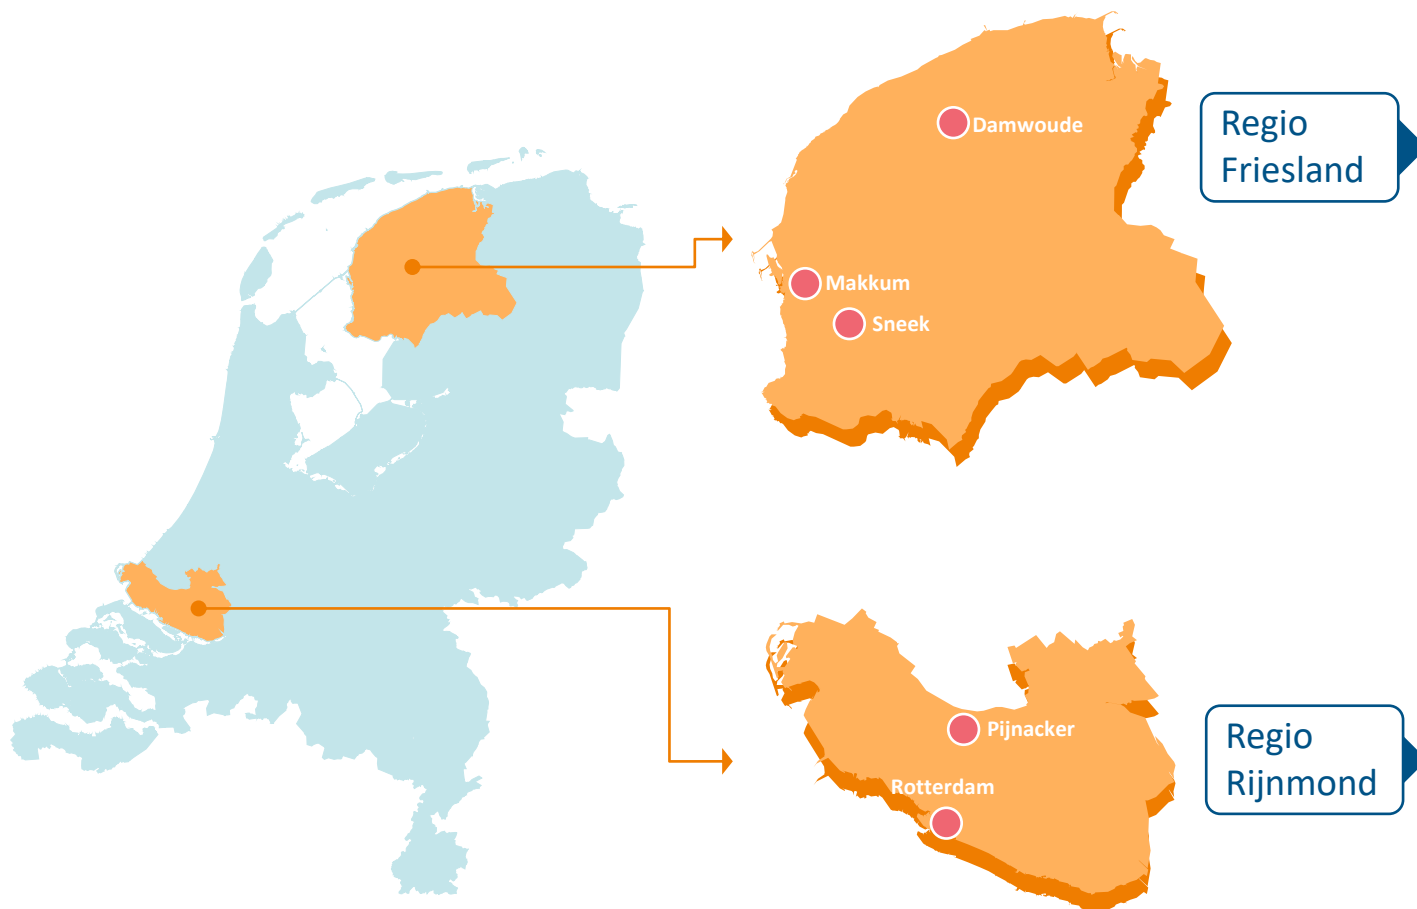 Damwoude
Regio
Friesland
Makkum
Sneek
Pijnacker
Regio
Rijnmond
Rotterdam